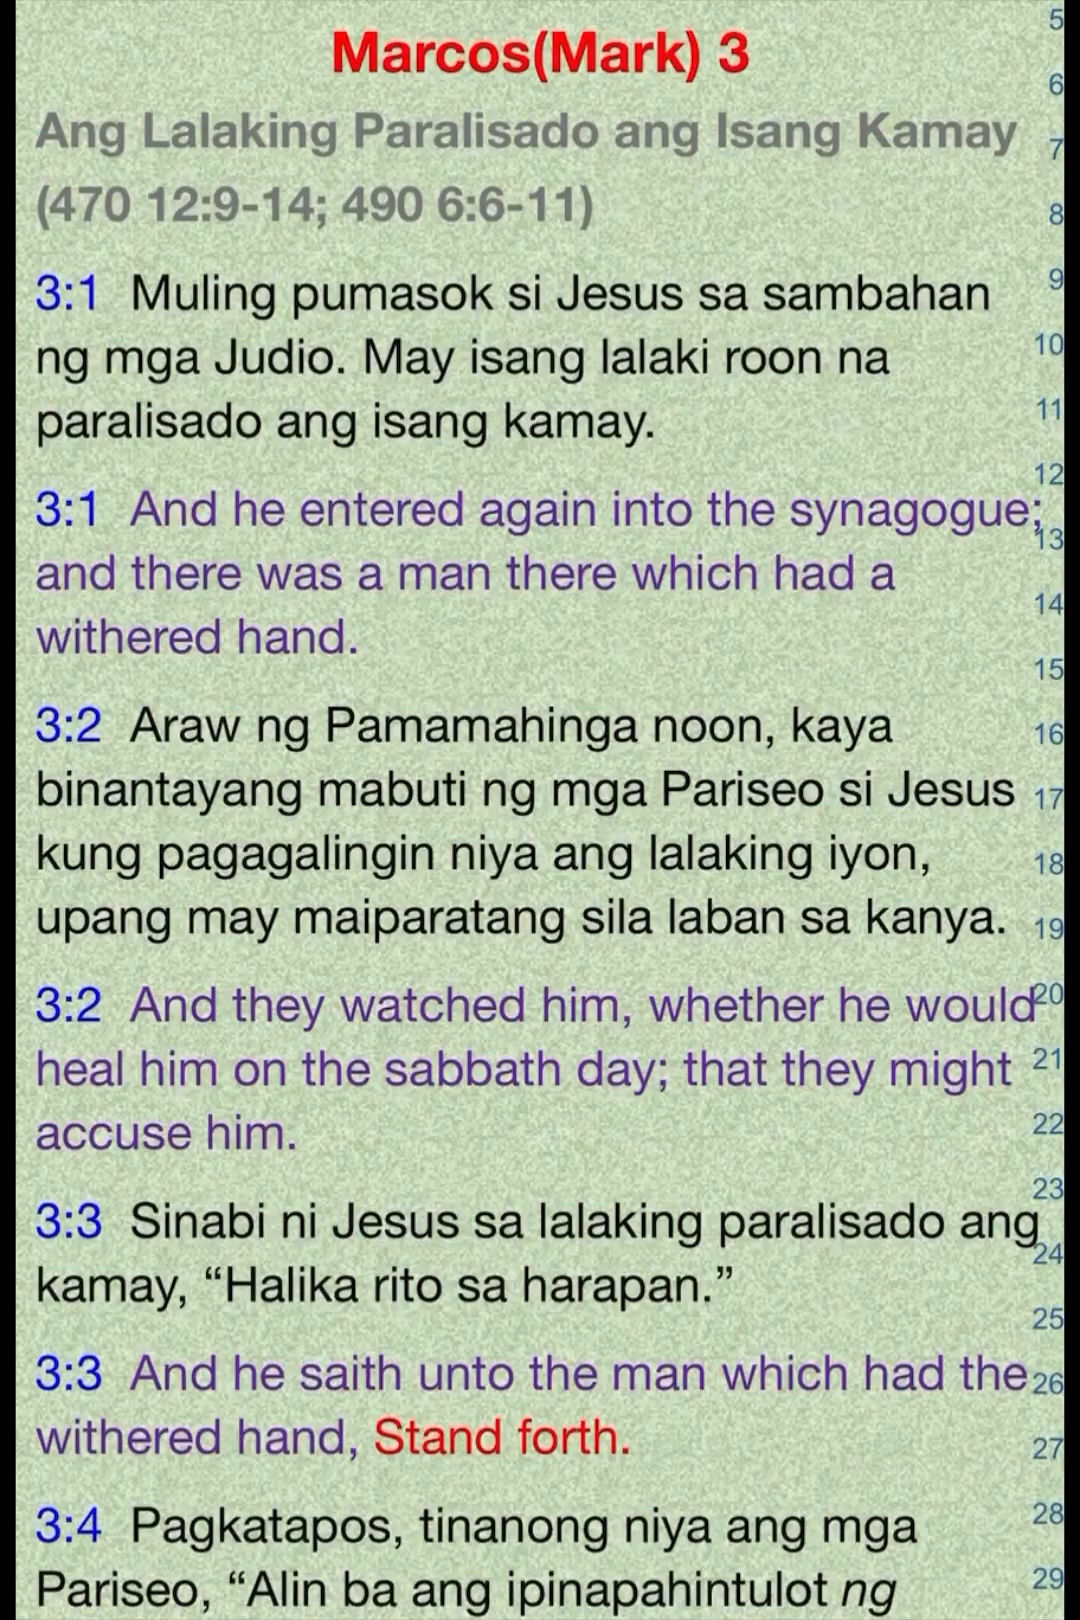 Marcos(Mark) 3
Ang Lalaking Paralisado ang Isang Kamay
(470 12:9-14; 490 6:6-11)
3:1 Muling pumasok si Jesus sa sambahan
ng mga Judio. May isang lalaki roon na
paralisado ang isang kamay.
3:1 And he entered again into the synagogue;
and there was a man there which had a
withered hand.
3:2 Araw ng Pamamahinga noon, kaya
binantayang mabuti ng mga Pariseo si Jesus
kung pagagalingin niya ang lalaking iyon,
upang may maiparatang sila laban sa kanya.
3:2 And they watched him, whether he would
heal him on the sabbath day; that they might
accuse him.
3:3 Sinabi ni Jesus sa lalaking paralisado ang
kamay, “Halika rito sa harapan.”
3:3 And he saith unto the man which had the
withered hand, Stand forth.
3:4 Pagkatapos, tinanong niya ang mga
Pariseo, “Alin ba ang ipinapahintulot ng
5
6
7
8
9
10
11
12
13
14
15
16
17
18
19
20
21
22
23
24
25
26
27
28
29